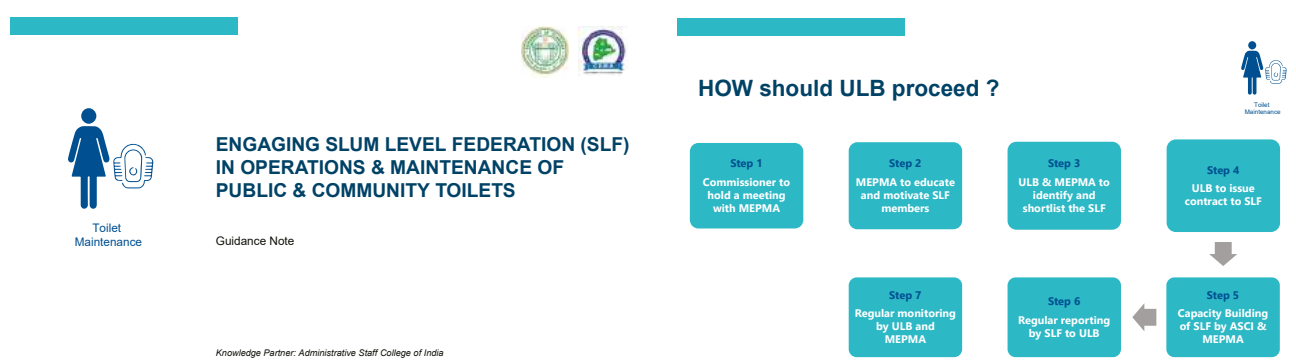 Toilet
Maintenance
ENGAGING SLUM LEVEL FEDERATION (SLF)
IN OPERATIONS & MAINTENANCE OF
PUBLIC & COMMUNITY TOILETS
Guidance Note
Knowledge Partner: Administrative Staff College of India
HOW should ULB proceed ?
Toilet
Maintenance
Step 1
Commissioner to
hold a meeting
with MEPMA
Step 2
MEPMA to educate
and motivate SLF
members
Step 3
ULB & MEPMA to
identify and
shortlist the SLF
Step 4
ULB to issue
contract to SLF
Step 5
Capacity Building
of SLF by ASCI &
MEPMA
Step 6
Regular reporting
by SLF to ULB
Step 7
Regular monitoring
by ULB and
MEPMA